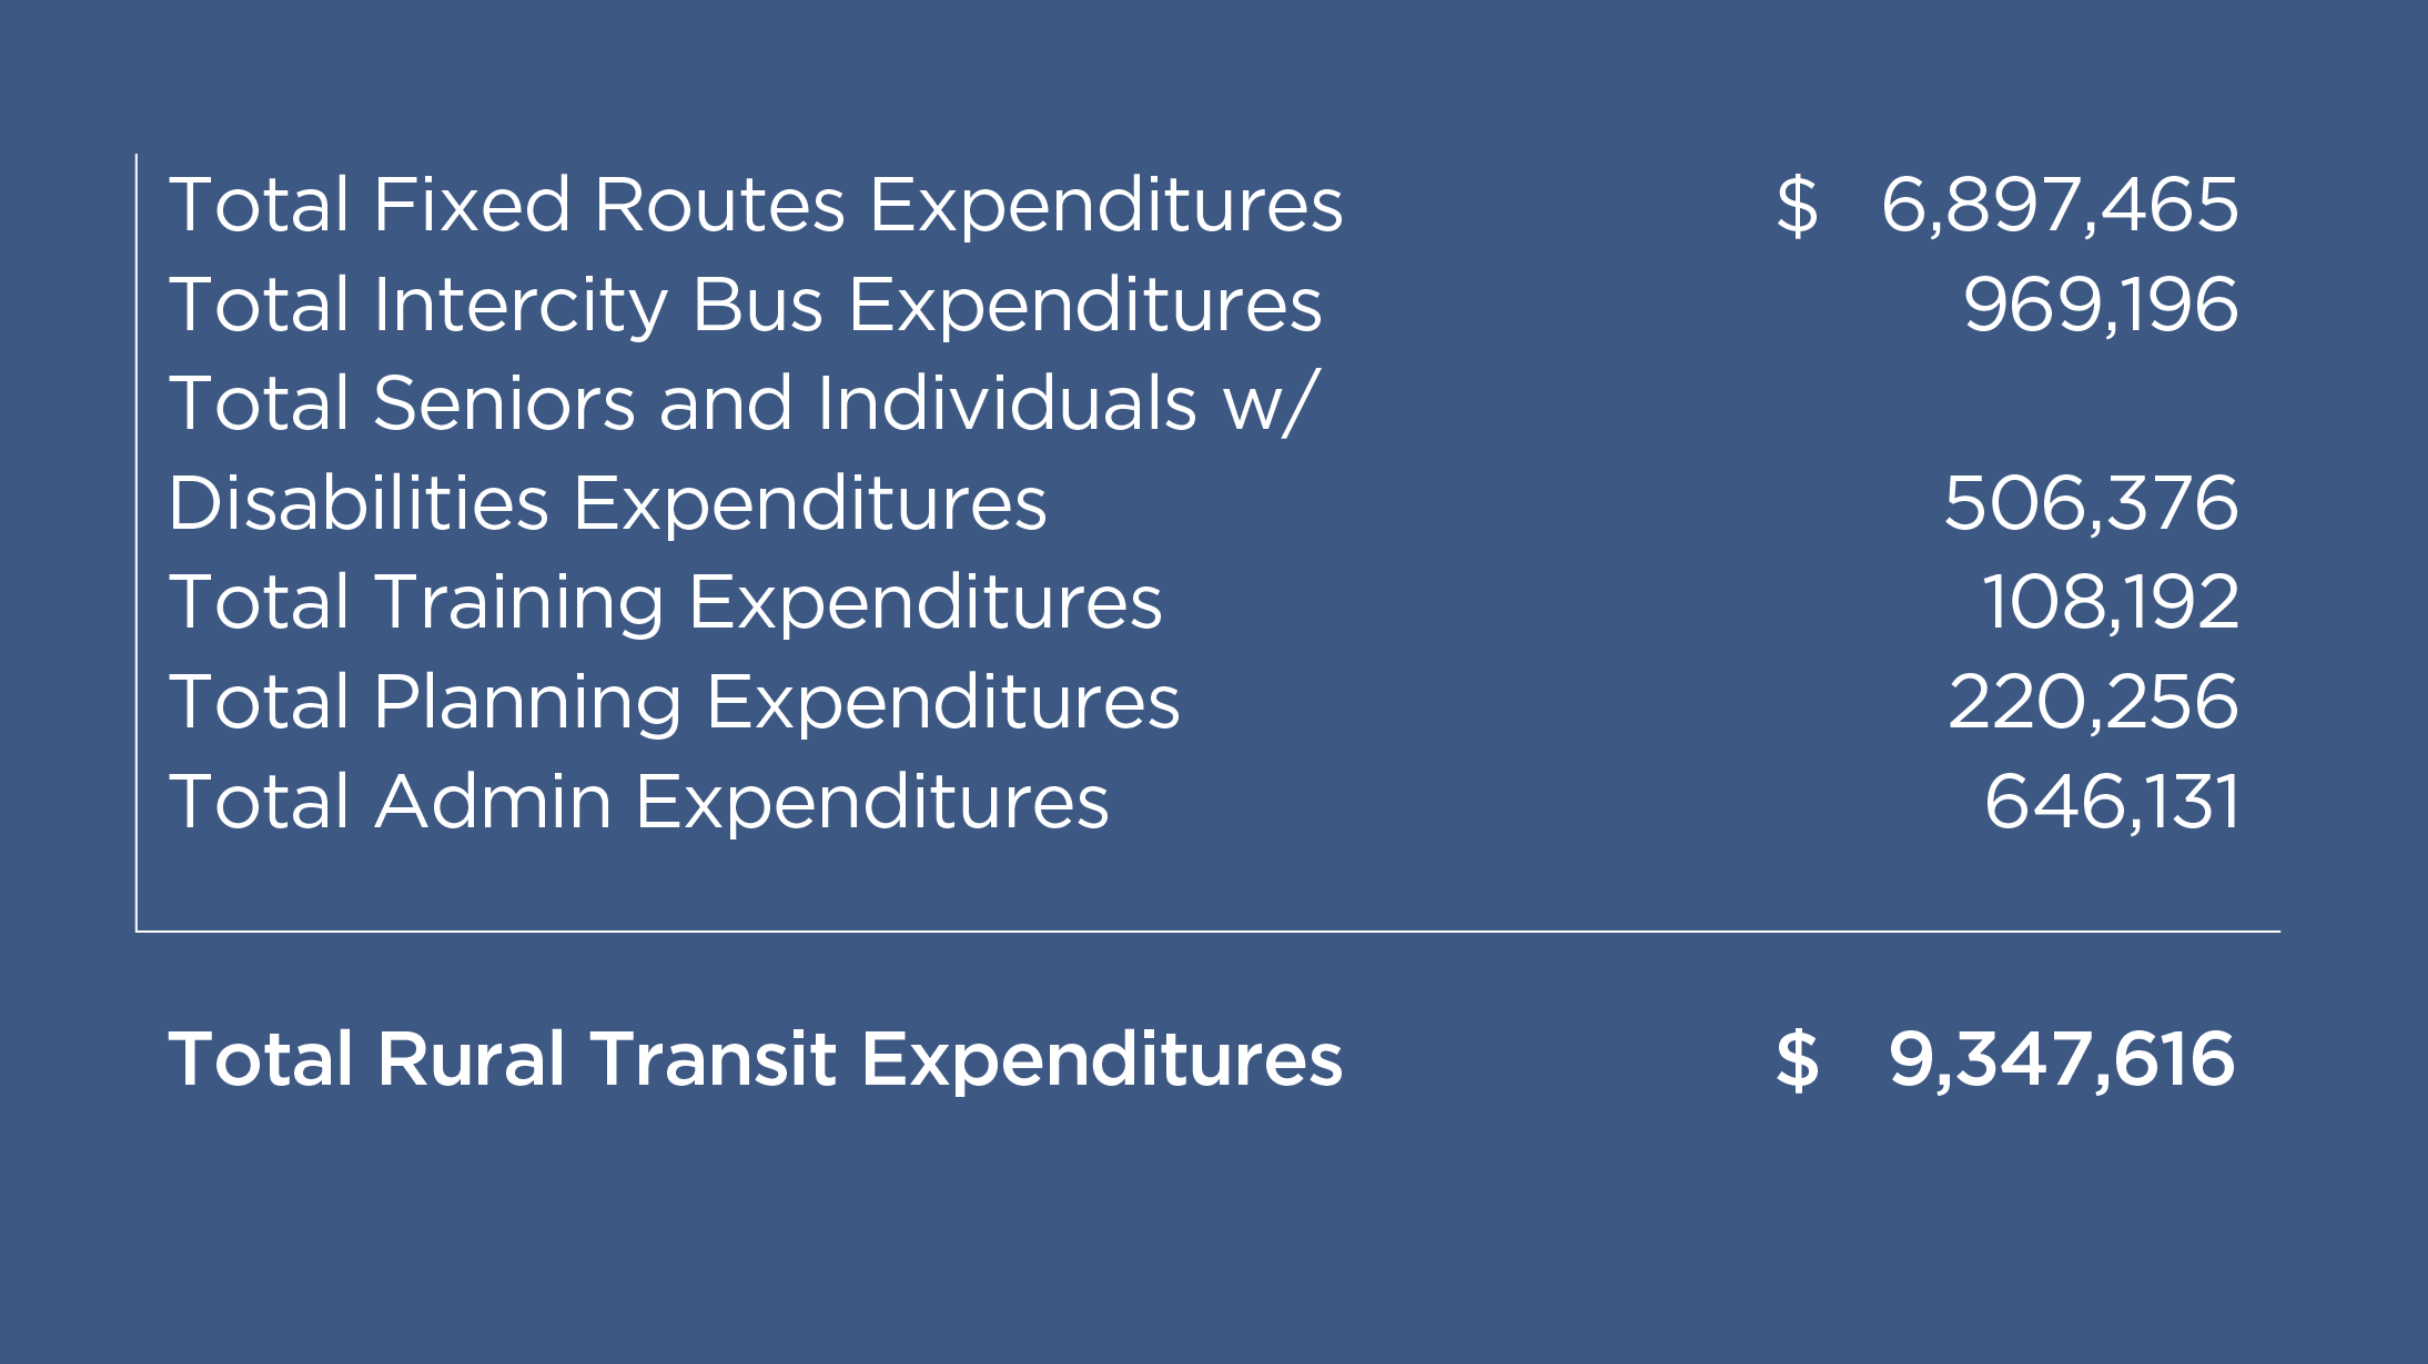 Total Fixed Routes Expenditures $ 6,897,465
Total Intercity Bus Expenditures 969,196
Total Seniors and Individuals w/
Disabilities Expenditures 506,376
Total Training Expenditures 108,192
Total Planning Expenditures 220,256
Total Admin Expenditures 646,131
Total Rural Transit Expenditures $ 9,347,616